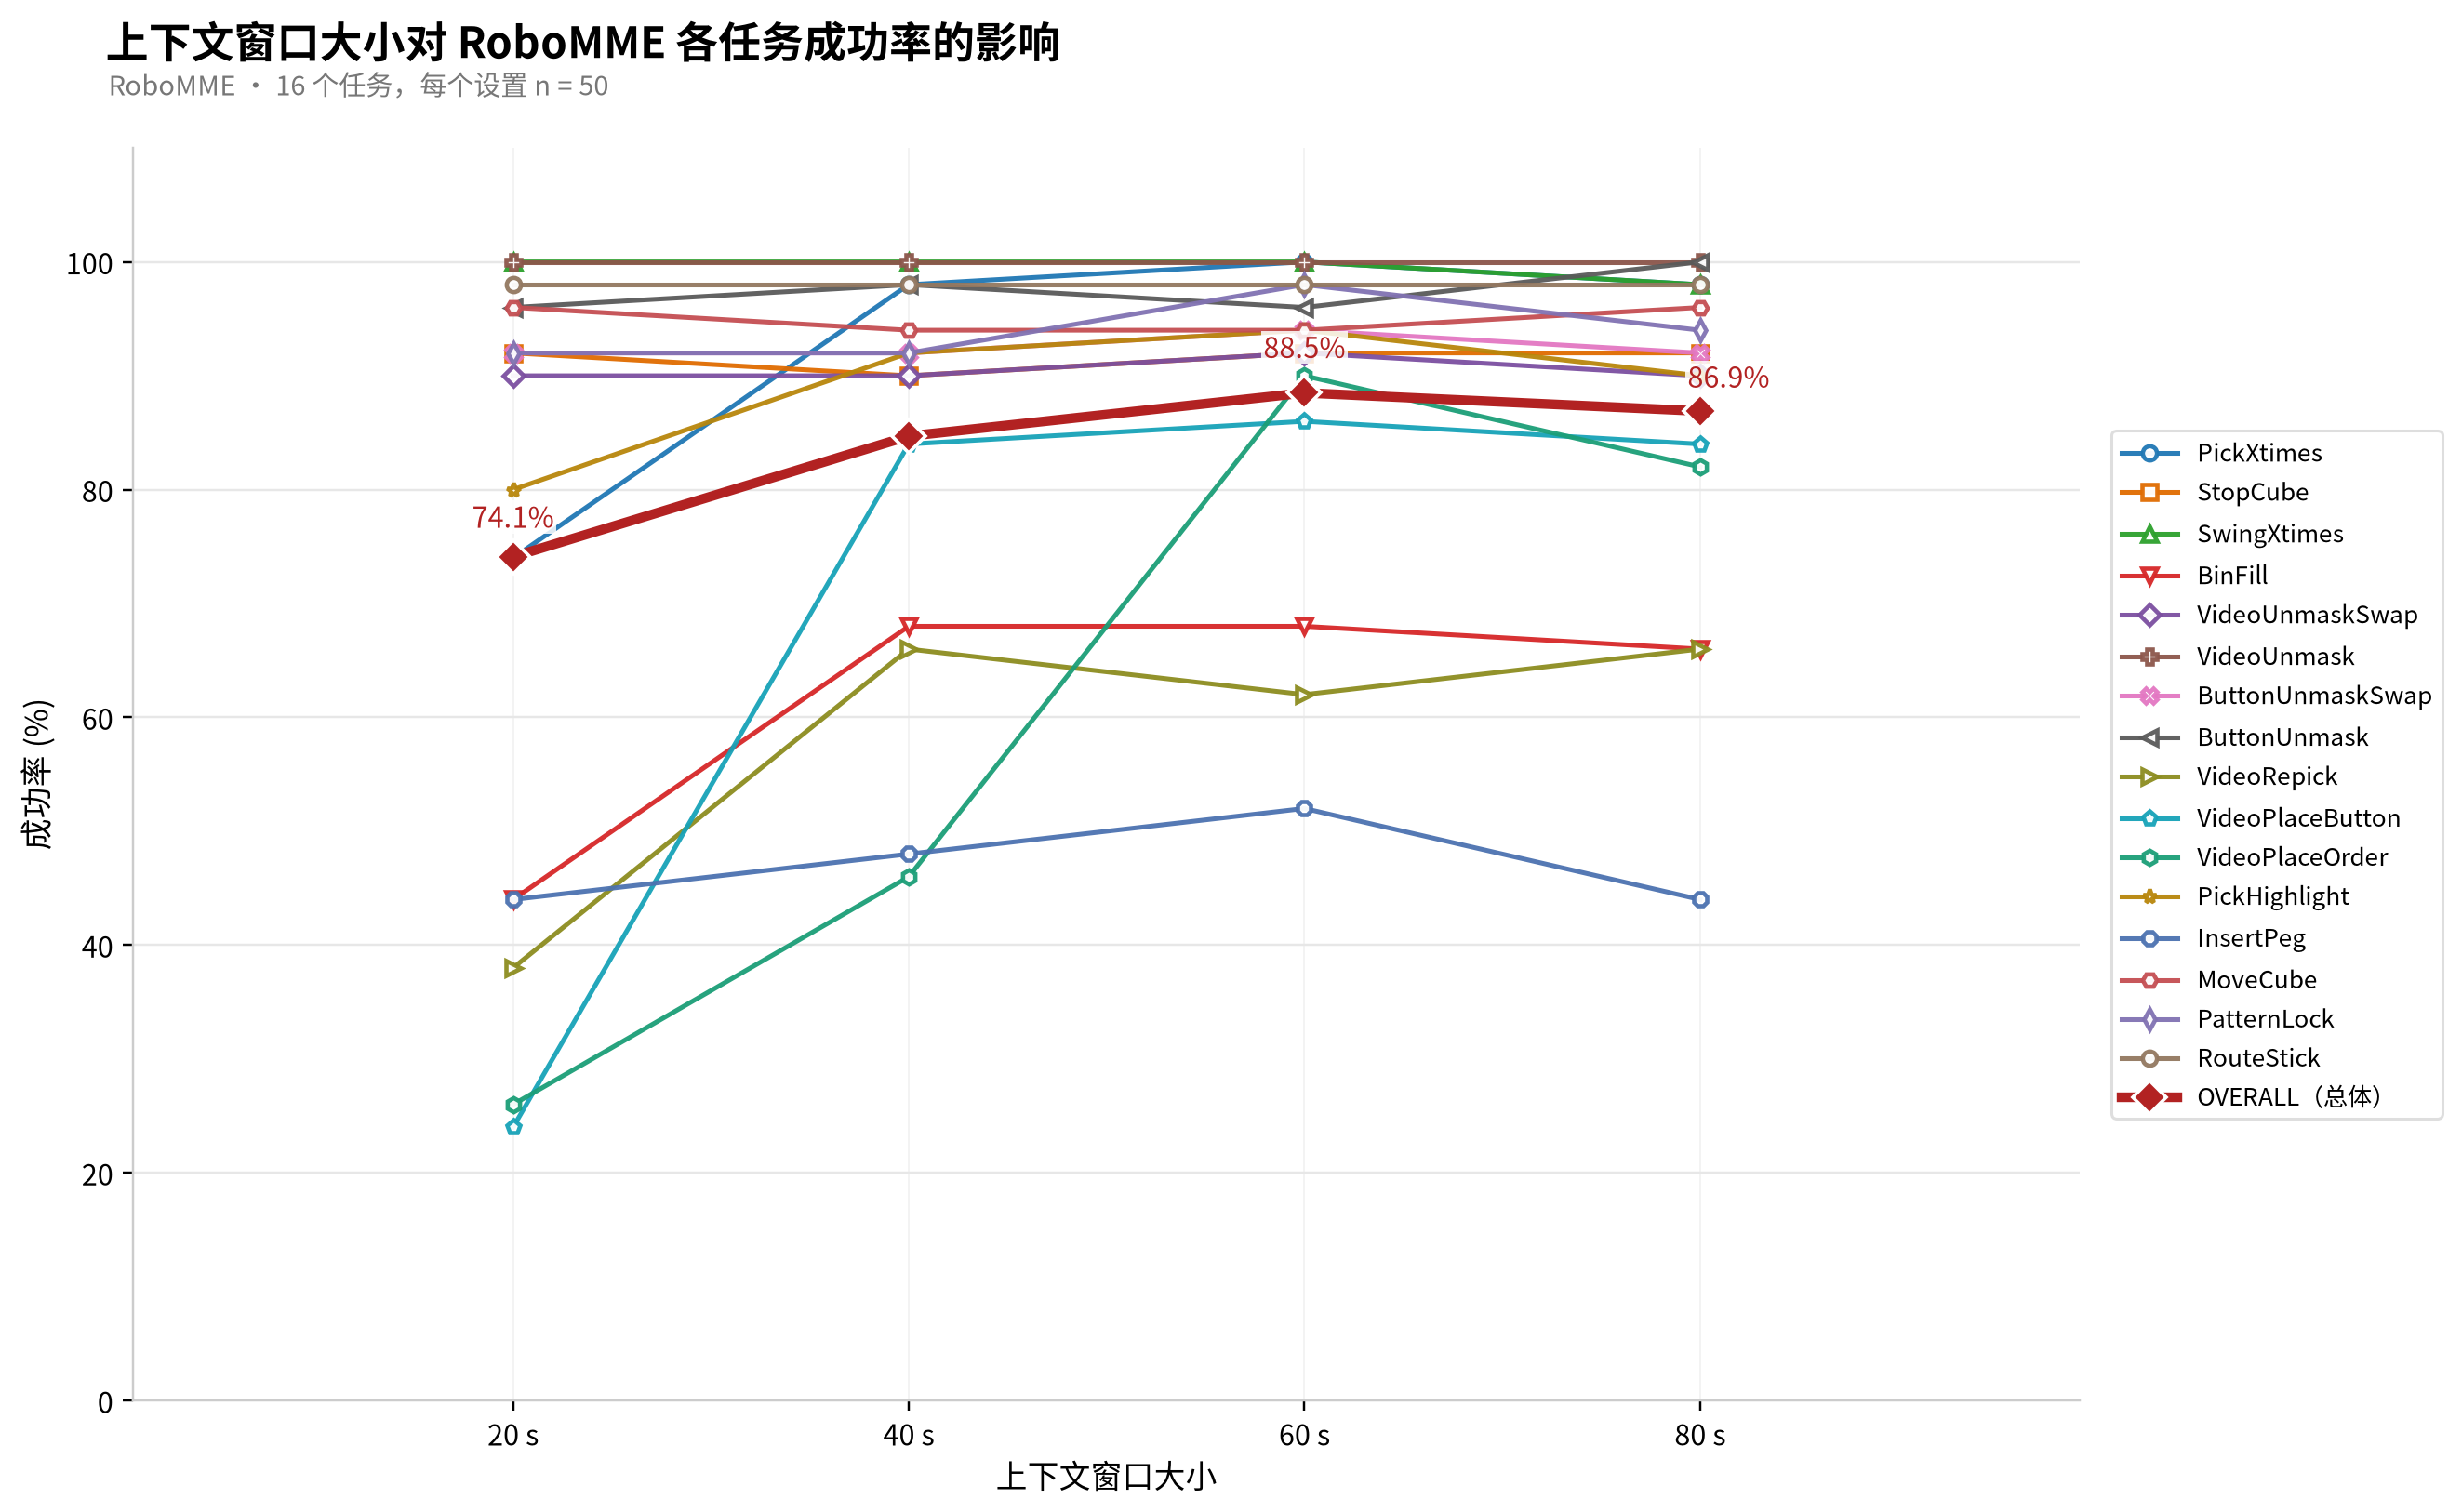 上下文窗口大小对 RoboMME 各任务成功率的影响
RoboMME • 16 个任务，每个设置 n = 50
成功率 (%)
100
80
60
40
20
0
74.1%
88.5%
86.9%
20 s
40 s
60 s
80 s
上下文窗口大小
PickXtimes
StopCube
SwingXtimes
BinFill
VideoUnmaskSwap
VideoUnmask
ButtonUnmaskSwap
ButtonUnmask
VideoRepick
VideoPlaceButton
VideoPlaceOrder
PickHighlight
InsertPeg
MoveCube
PatternLock
RouteStick
OVERALL（总体）